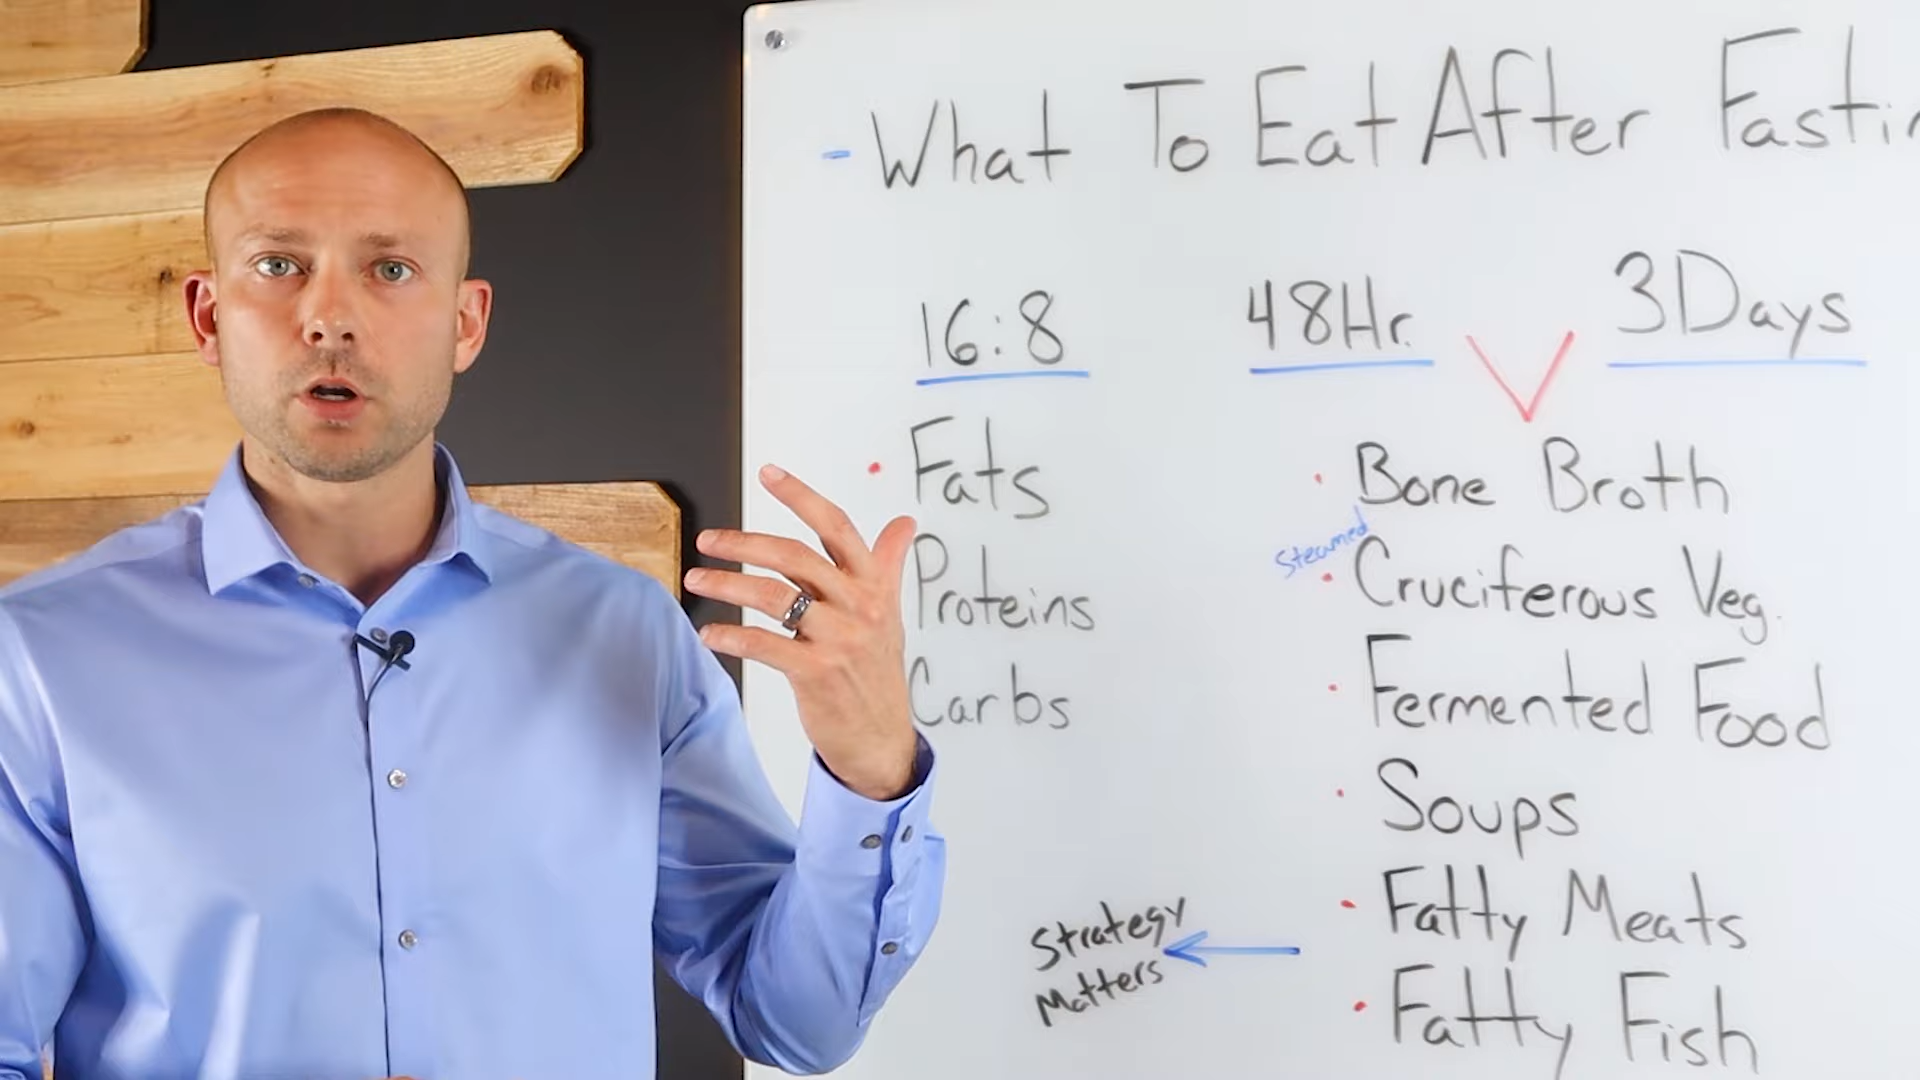 - What To Eat After Fasti
16:8
Fats
Proteins
Carbs
48Hr.
3Days
Bone Broth
Steamed
Cruciferous Veg.
Fermented Food
Soups
Fatty Meats
Fatty Fish
Strategy
Matters